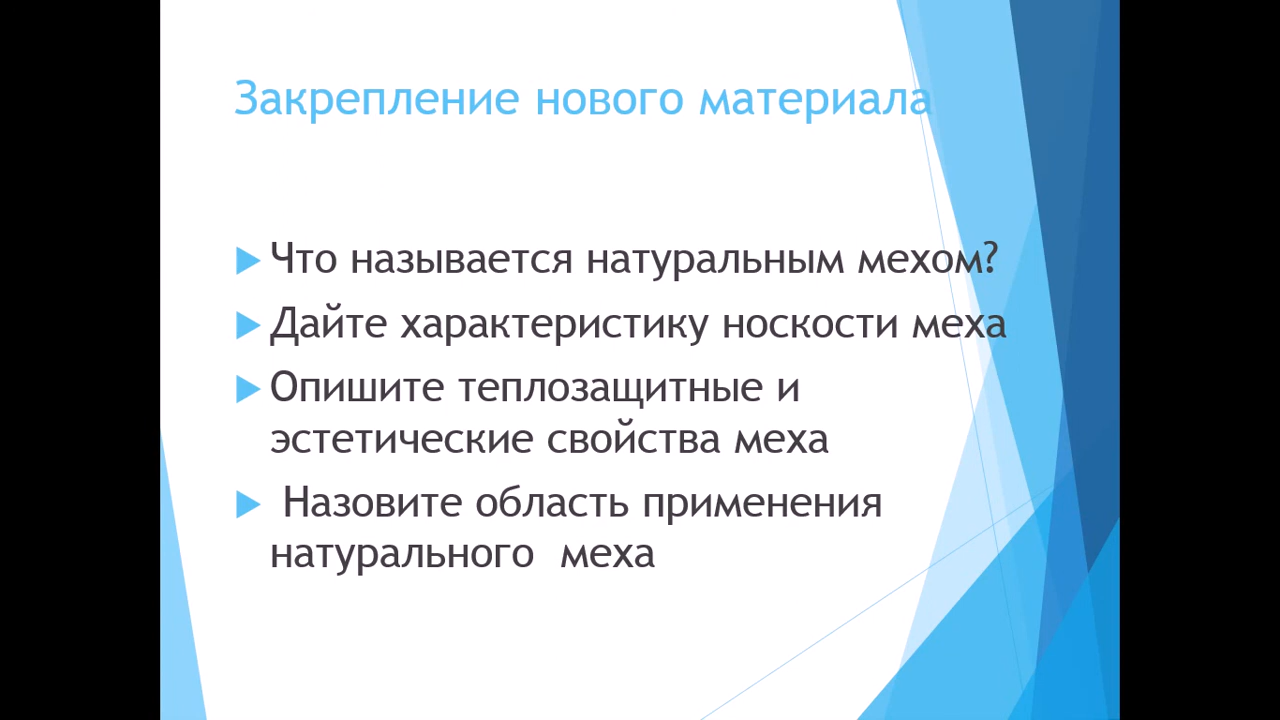 Закрепление нового материала
Что называется натуральным мехом?
Дайте характеристику носкости меха
Опишите теплозащитные и
эстетические свойства меха
Назовите область применения
натурального меха